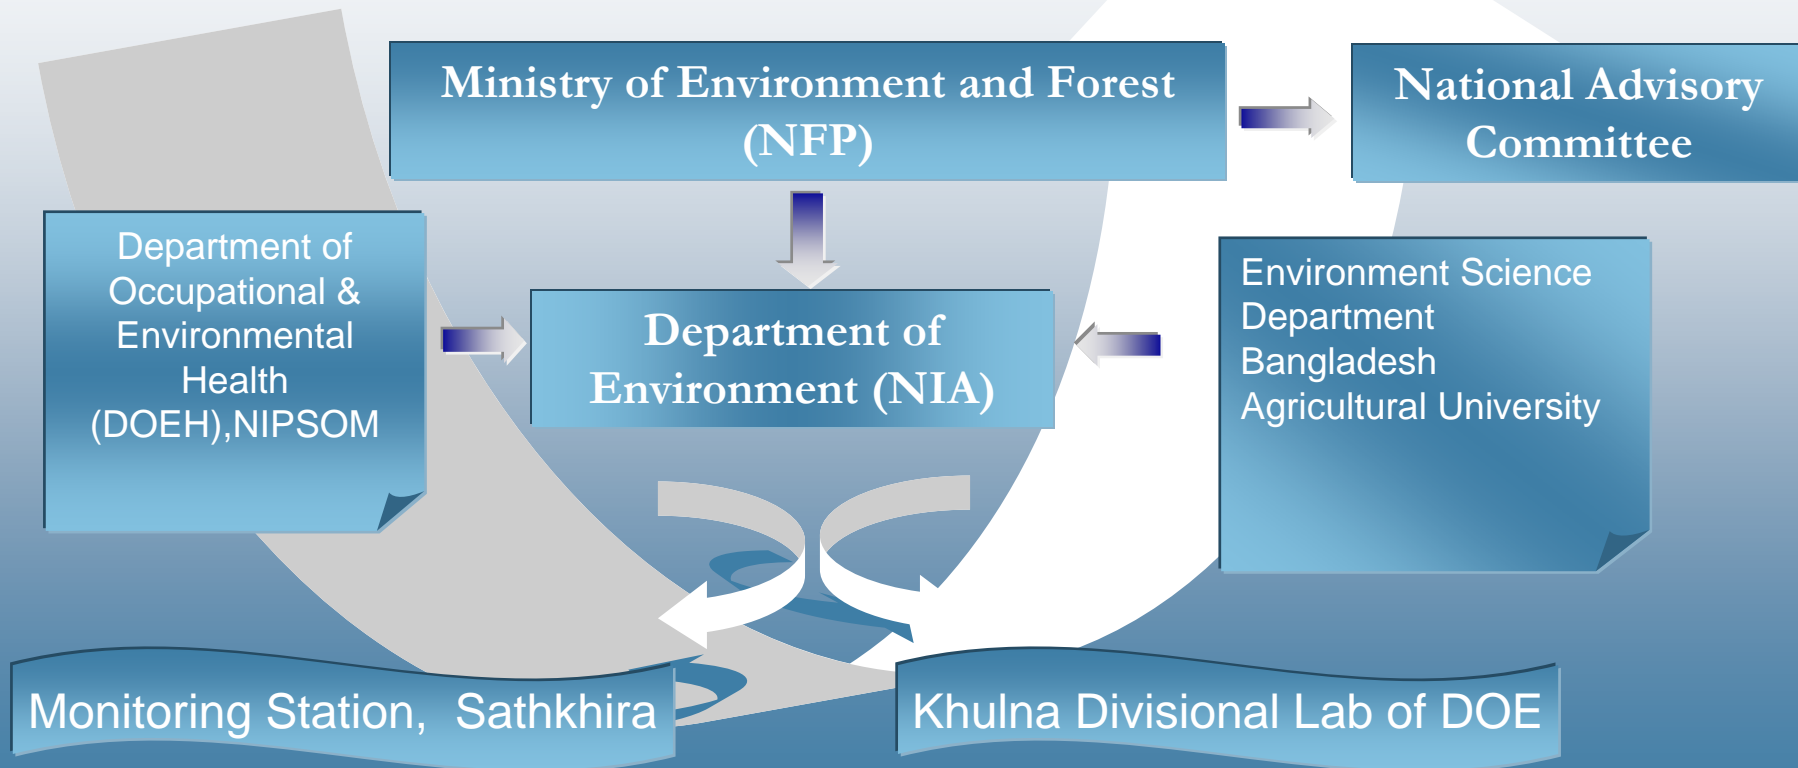 Ministry of Environment and Forest
(NFP)
National Advisory
Committee
Department of
Occupational &
Environmental
Health
(DOEH),NIPSOM
Department of
Environment (NIA)
Environment Science
Department
Bangladesh
Agricultural University
Monitoring Station, Sathkhira
Khulna Divisional Lab of DOE